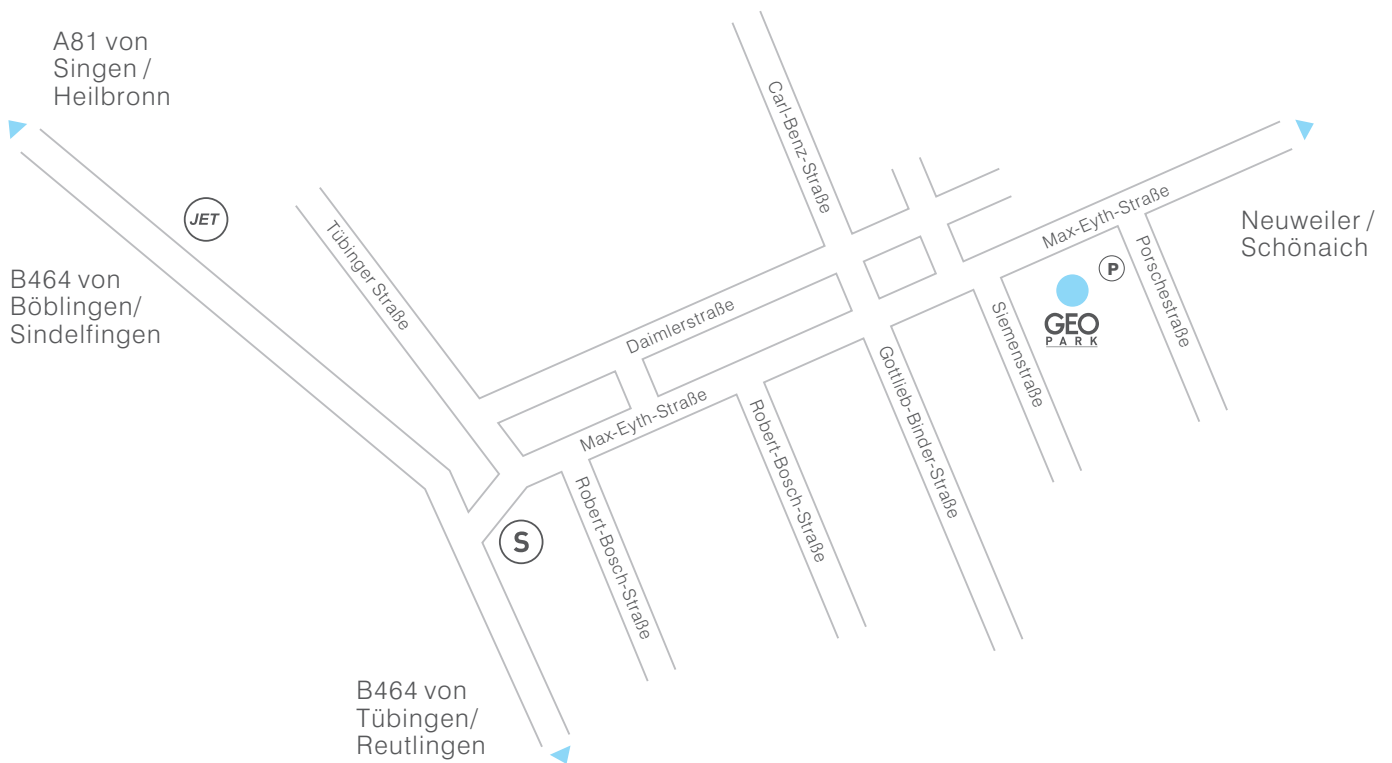 A81 von
Singen /
Heilbronn
JET
B464 von
Böblingen/
Sindelfingen
Tübinger Straße
Carl-Benz-Straße
Daimlerstraße
Max-Eyth-Straße
Max-Eyth-Straße
Neuweiler /
Schönaich
P
GEO
PARK
Porschestraße
Siemenstraße
Gottlieb-Binder-Straße
Robert-Bosch-Straße
Robert-Bosch-Straße
S
B464 von
Tübingen/
Reutlingen